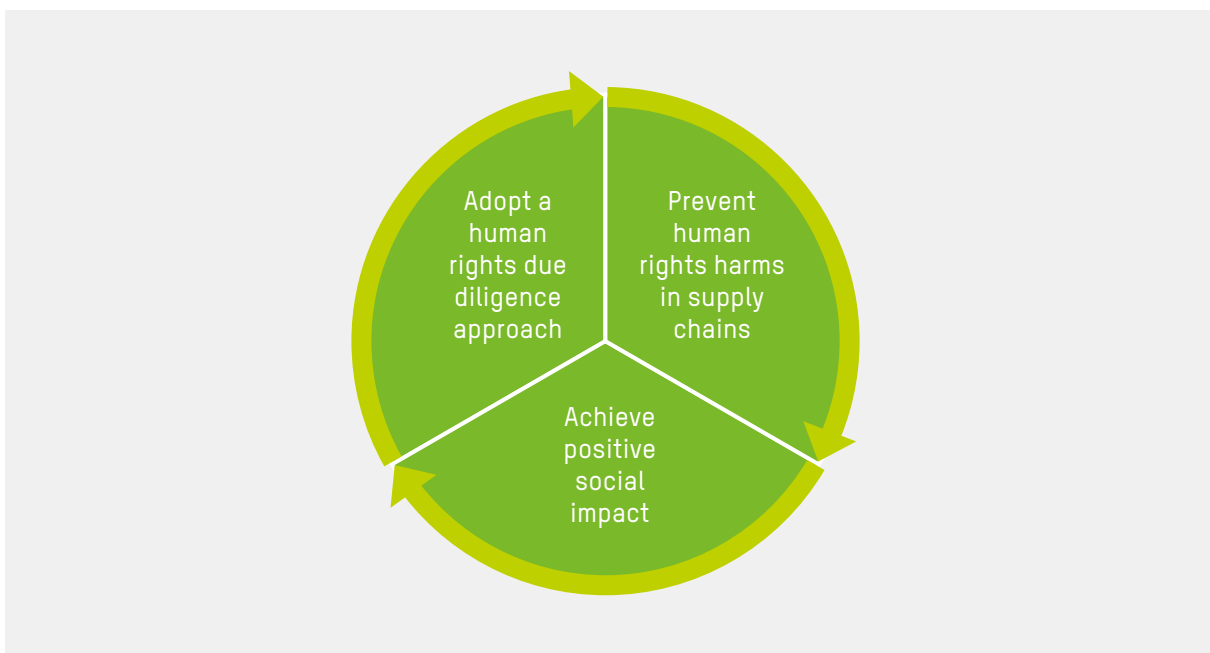 Adopt a
human
rights due
diligence
approach
Prevent
human
rights harms
in supply
chains
Achieve
positive
social
impact